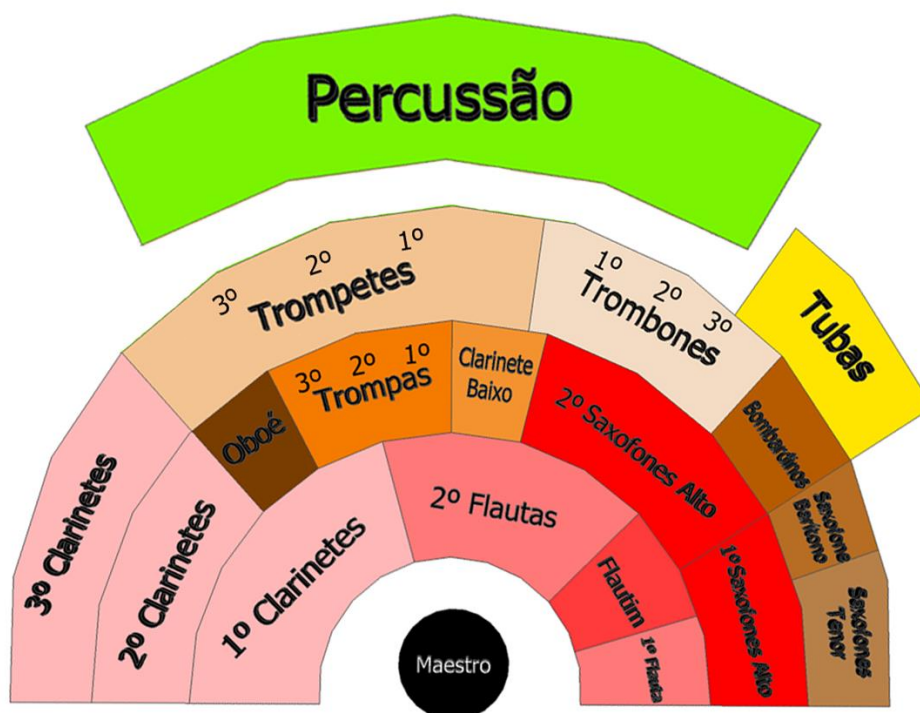 Percussão
3º 2º 1º
Trompetes
1º 2º 3º
Trombones
Tubas
3º 2º 1º
Trompas
Clarinete
Baixo
Oboé
2º Saxofones Alto
Bombardinos
3º Clarinetes
2º Clarinetes
1º Clarinetes
2º Flautas
Flautim
1º Flauta
1º Saxofones Alto
Saxofone
Barítono
Saxofones
Tenor
Maestro